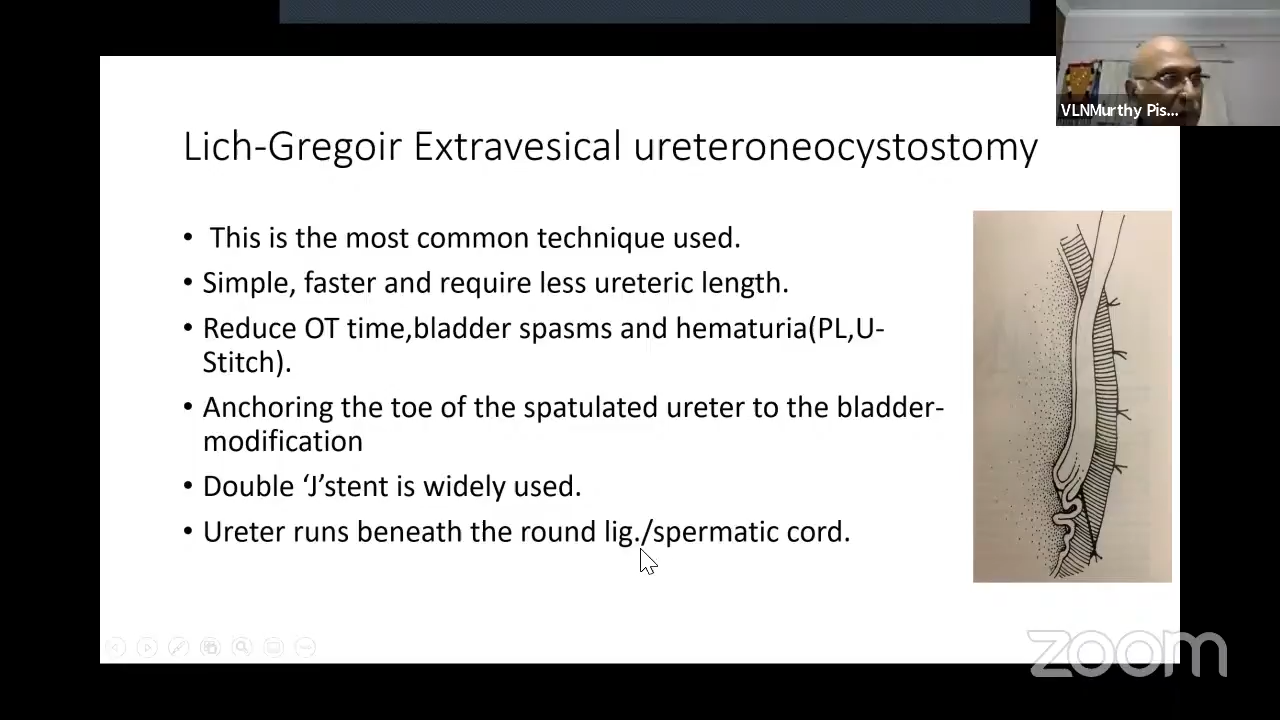 VLNMurthy Pis...
Lich-Gregoir Extravesical ureteroneocystostomy
• This is the most common technique used.
• Simple, faster and require less ureteric length.
• Reduce OT time,bladder spasms and hematuria(PL,U-
Stitch).
• Anchoring the toe of the spatulated ureter to the bladder-
modification
• Double ‘J’stent is widely used.
• Ureter runs beneath the round lig./spermatic cord.
zoom